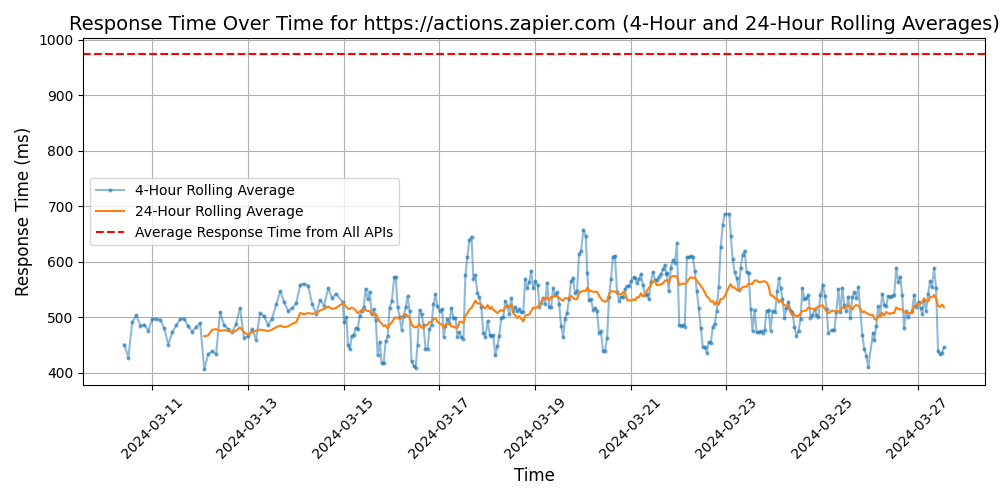 Response Time Over Time for https://actions.zapier.com (4-Hour and 24-Hour Rolling Averages)
1000
900
800
700
600
500
400
Response Time (ms)
4-Hour Rolling Average
24-Hour Rolling Average
Average Response Time from All APIs
2024-03-11
2024-03-13
2024-03-15
2024-03-17
2024-03-19
2024-03-21
2024-03-23
2024-03-25
2024-03-27
Time